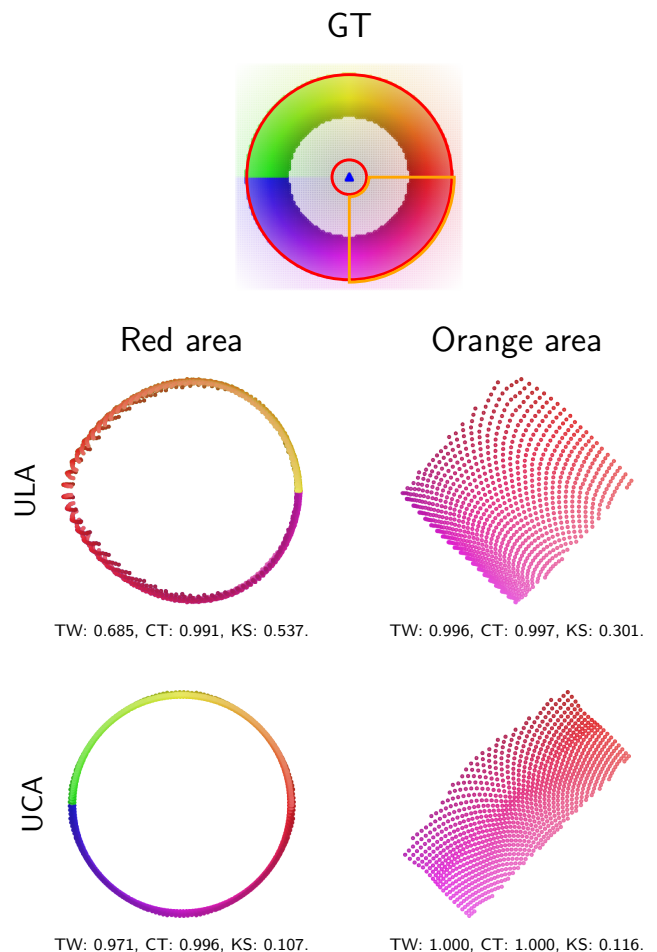 GT
Red area
Orange area
ULA
TW: 0.685, CT: 0.991, KS: 0.537.
TW: 0.996, CT: 0.997, KS: 0.301.
UCA
TW: 0.971, CT: 0.996, KS: 0.107.
TW: 1.000, CT: 1.000, KS: 0.116.